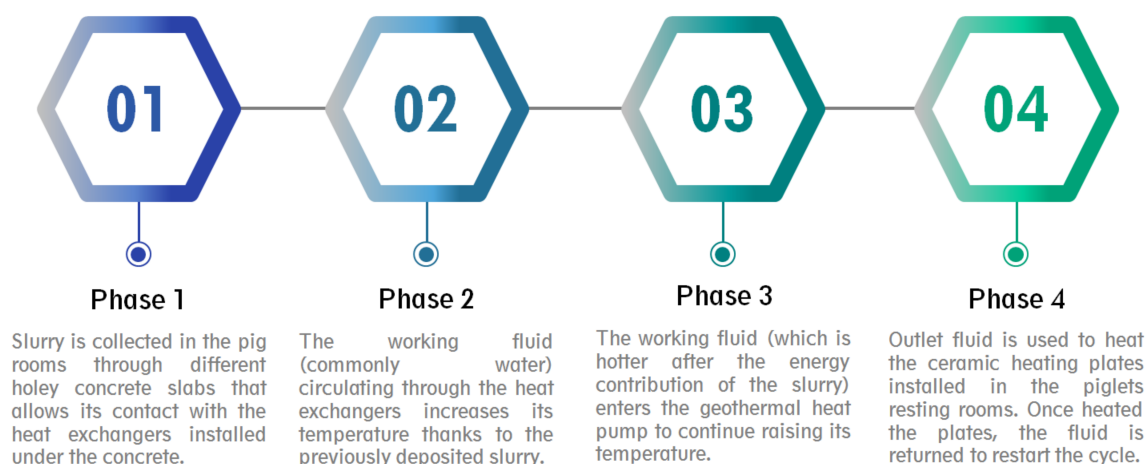 01
02
03
04
Phase 1
Slurry is collected in the pig
rooms through different
holey concrete slabs that
allows its contact with the
heat exchangers installed
under the concrete.
Phase 2
The working fluid
(commonly water)
circulating through the heat
exchangers increases its
temperature thanks to the
previously deposited slurry.
Phase 3
The working fluid (which is
hotter after the energy
contribution of the slurry)
enters the geothermal heat
pump to continue raising its
temperature.
Phase 4
Outlet fluid is used to heat
the ceramic heating plates
installed in the piglets
resting rooms. Once heated
the plates, the fluid is
returned to restart the cycle.